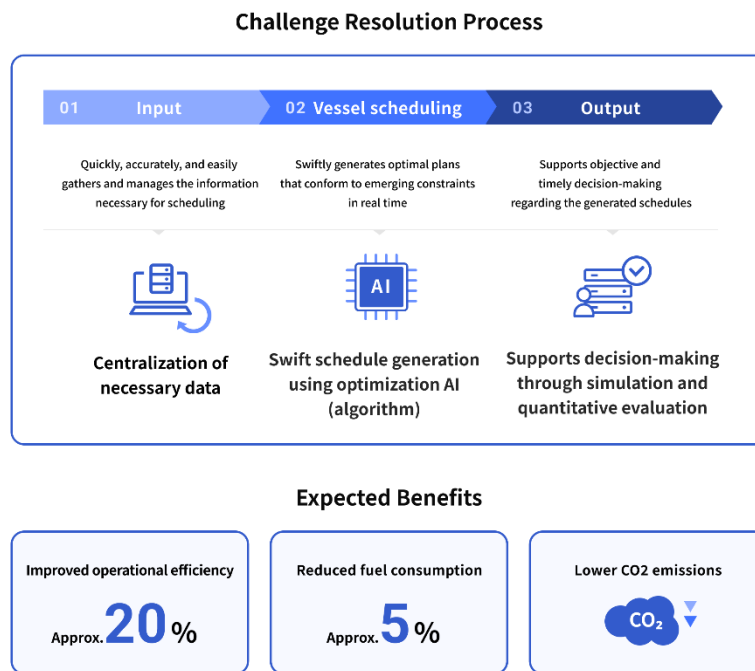 Challenge Resolution Process
01 Input
02 Vessel scheduling
03 Output
Quickly, accurately, and easily
gathers and manages the information
necessary for scheduling
Swiftly generates optimal plans
that conform to emerging constraints
in real time
Supports objective and
timely decision-making
regarding the generated schedules
AI
Centralization of
necessary data
Swift schedule generation
using optimization AI
(algorithm)
Supports decision-making
through simulation and
quantitative evaluation
Expected Benefits
Improved operational efficiency
Approx. 20 %
Reduced fuel consumption
Approx. 5 %
Lower CO2 emissions
CO₂